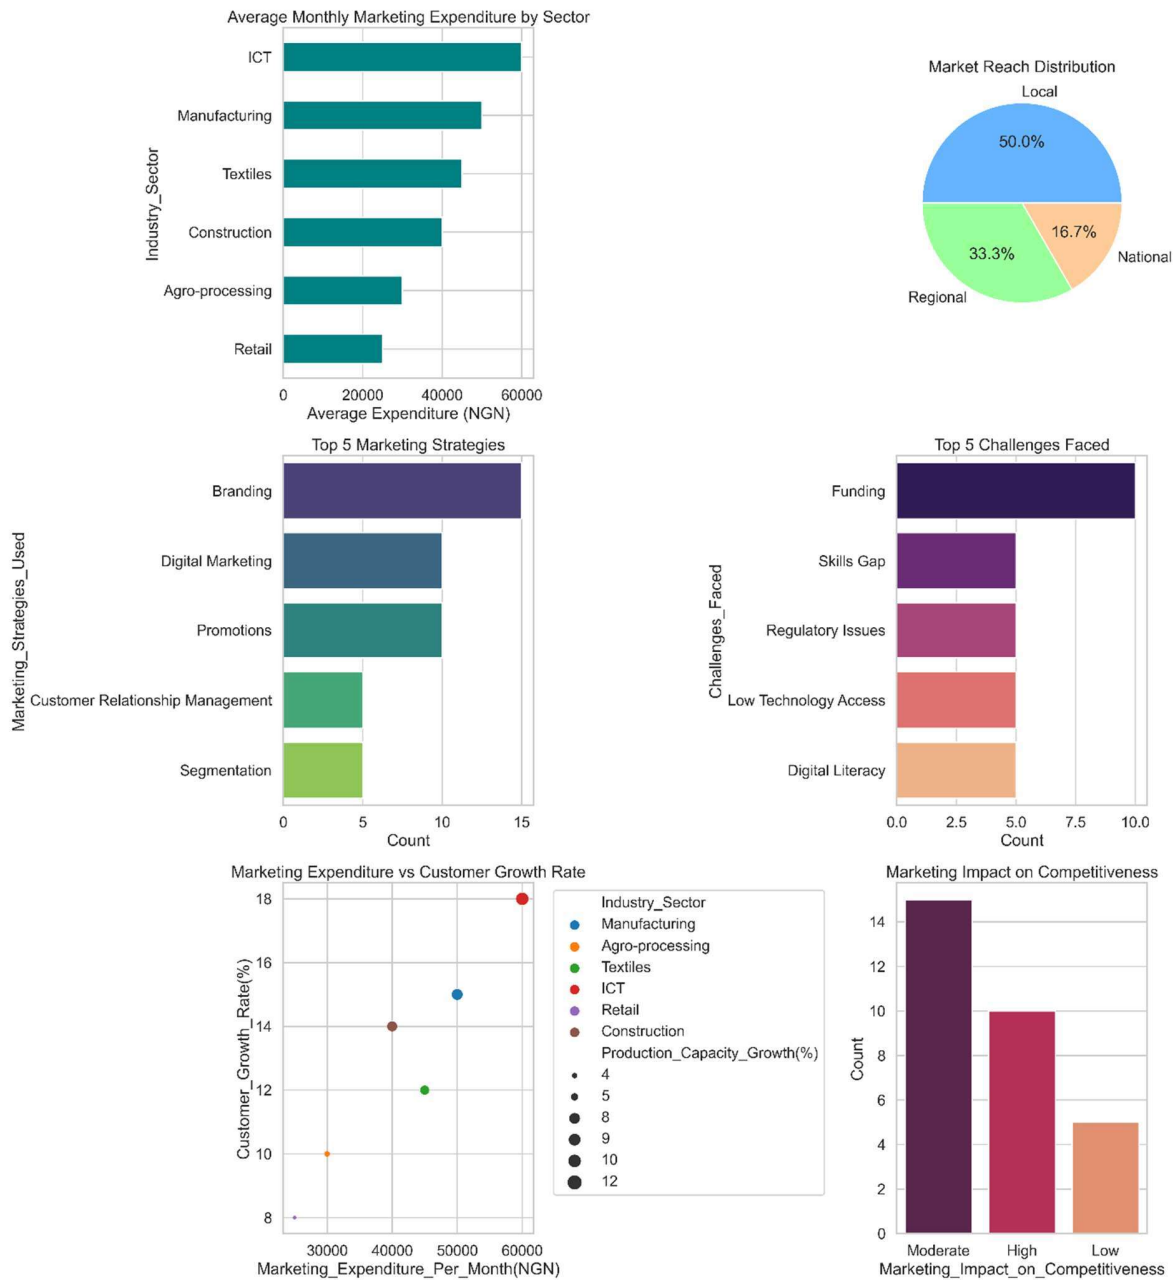 Average Monthly Marketing Expenditure by Sector
Industry_Sector
ICT
Manufacturing
Textiles
Construction
Agro-processing
Retail
0 20000 40000 60000
Average Expenditure (NGN)
Market Reach Distribution
Local
50.0%
16.7%
33.3%
National
Regional
Top 5 Marketing Strategies
Marketing_Strategies_Used
Branding
Digital Marketing
Promotions
Customer Relationship Management
Segmentation
0 5 10 15
Count
Top 5 Challenges Faced
Challenges_Faced
Funding
Skills Gap
Regulatory Issues
Low Technology Access
Digital Literacy
0.0 2.5 5.0 7.5 10.0
Count
Marketing Expenditure vs Customer Growth Rate
Customer_Growth_Rate(%)
18
16
14
12
10
8
30000 40000 50000 60000
Marketing_Expenditure_Per_Month(NGN)
Industry_Sector
Manufacturing
Agro-processing
Textiles
ICT
Retail
Construction
Production_Capacity_Growth(%)
4
5
8
9
10
12
Marketing Impact on Competitiveness
Count
14
12
10
8
6
4
2
0
Moderate High Low
Marketing_Impact_on_Competitiveness